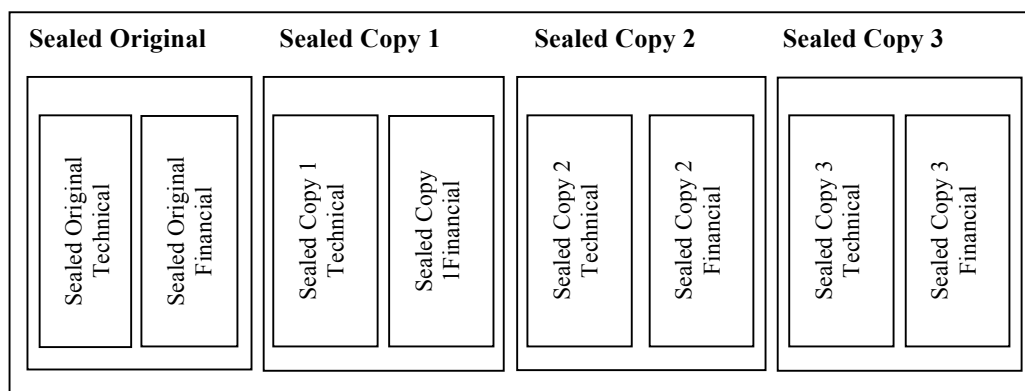 Sealed Original
Sealed Copy 1
Sealed Copy 2
Sealed Copy 3
Sealed Original
Technical
Sealed Original
Financial
Sealed Copy 1
Technical
Sealed Copy
1Financial
Sealed Copy 2
Technical
Sealed Copy 2
Financial
Sealed Copy 3
Technical
Sealed Copy 3
Financial